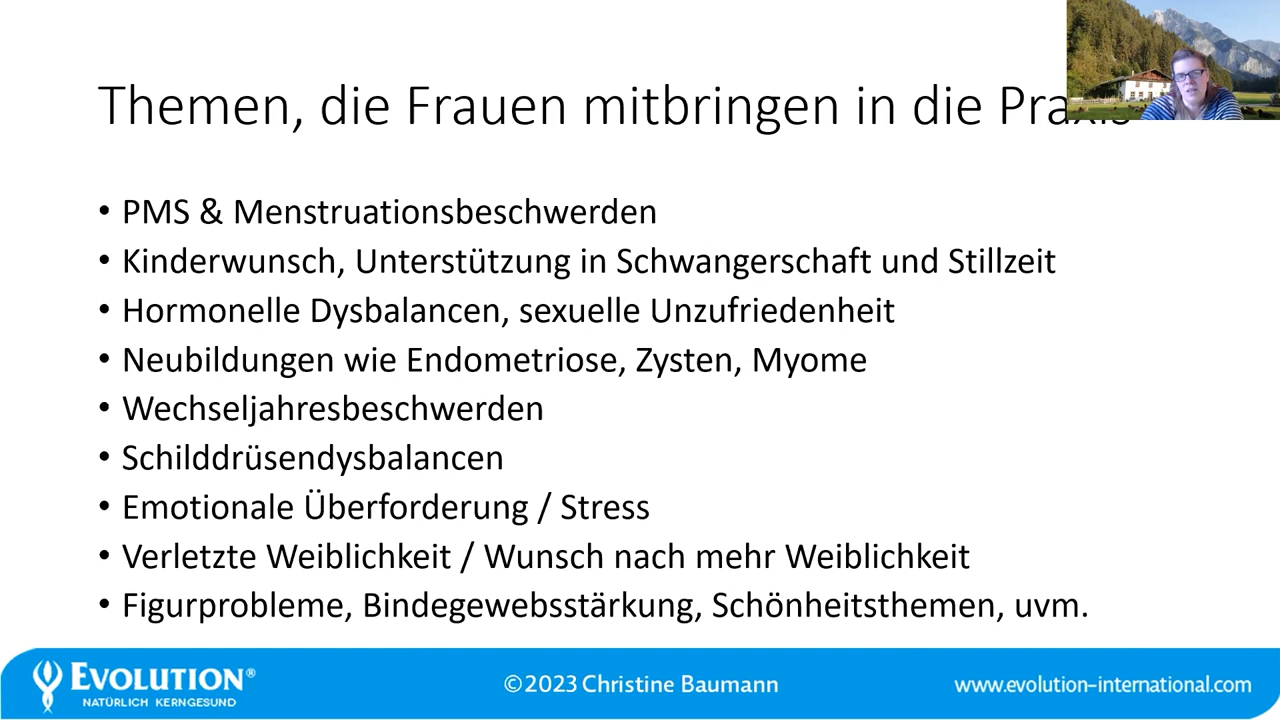 Themen, die Frauen mitbringen in die Praxis
• PMS & Menstruationsbeschwerden
• Kinderwunsch, Unterstützung in Schwangerschaft und Stillzeit
• Hormonelle Dysbalancen, sexuelle Unzufriedenheit
• Neubildungen wie Endometriose, Zysten, Myome
• Wechseljahresbeschwerden
• Schilddrüsendysbalancen
• Emotionale Überforderung / Stress
• Verletzte Weiblichkeit / Wunsch nach mehr Weiblichkeit
• Figurprobleme, Bindegewebsstärkung, Schönheitsthemen, uvm.
EVOLUTION®
NATÜRLICH KERNGESUND
©2023 Christine Baumann
www.evolution-international.com